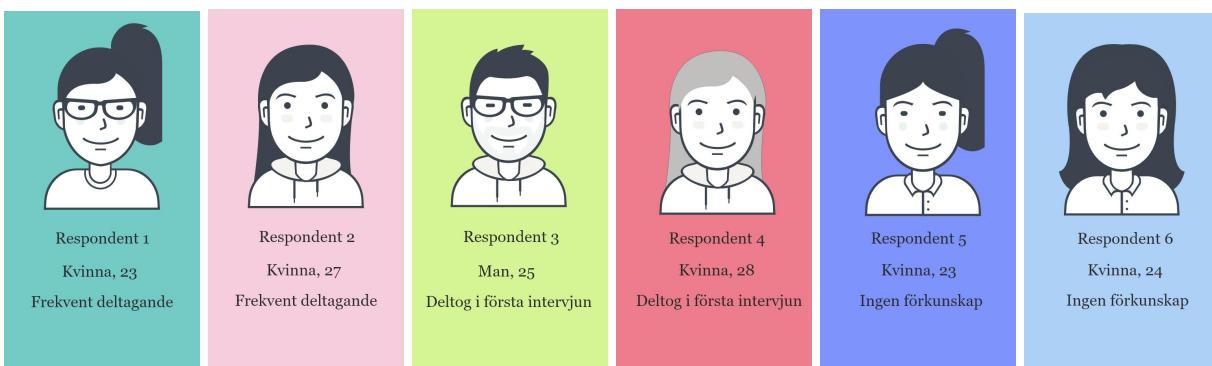 Respondent 1
Kvinna, 23
Frekvent deltagande
Respondent 2
Kvinna, 27
Frekvent deltagande
Respondent 3
Man, 25
Deltog i första intervjun
Respondent 4
Kvinna, 28
Deltog i första intervjun
Respondent 5
Kvinna, 23
Ingen förkunskap
Respondent 6
Kvinna, 24
Ingen förkunskap